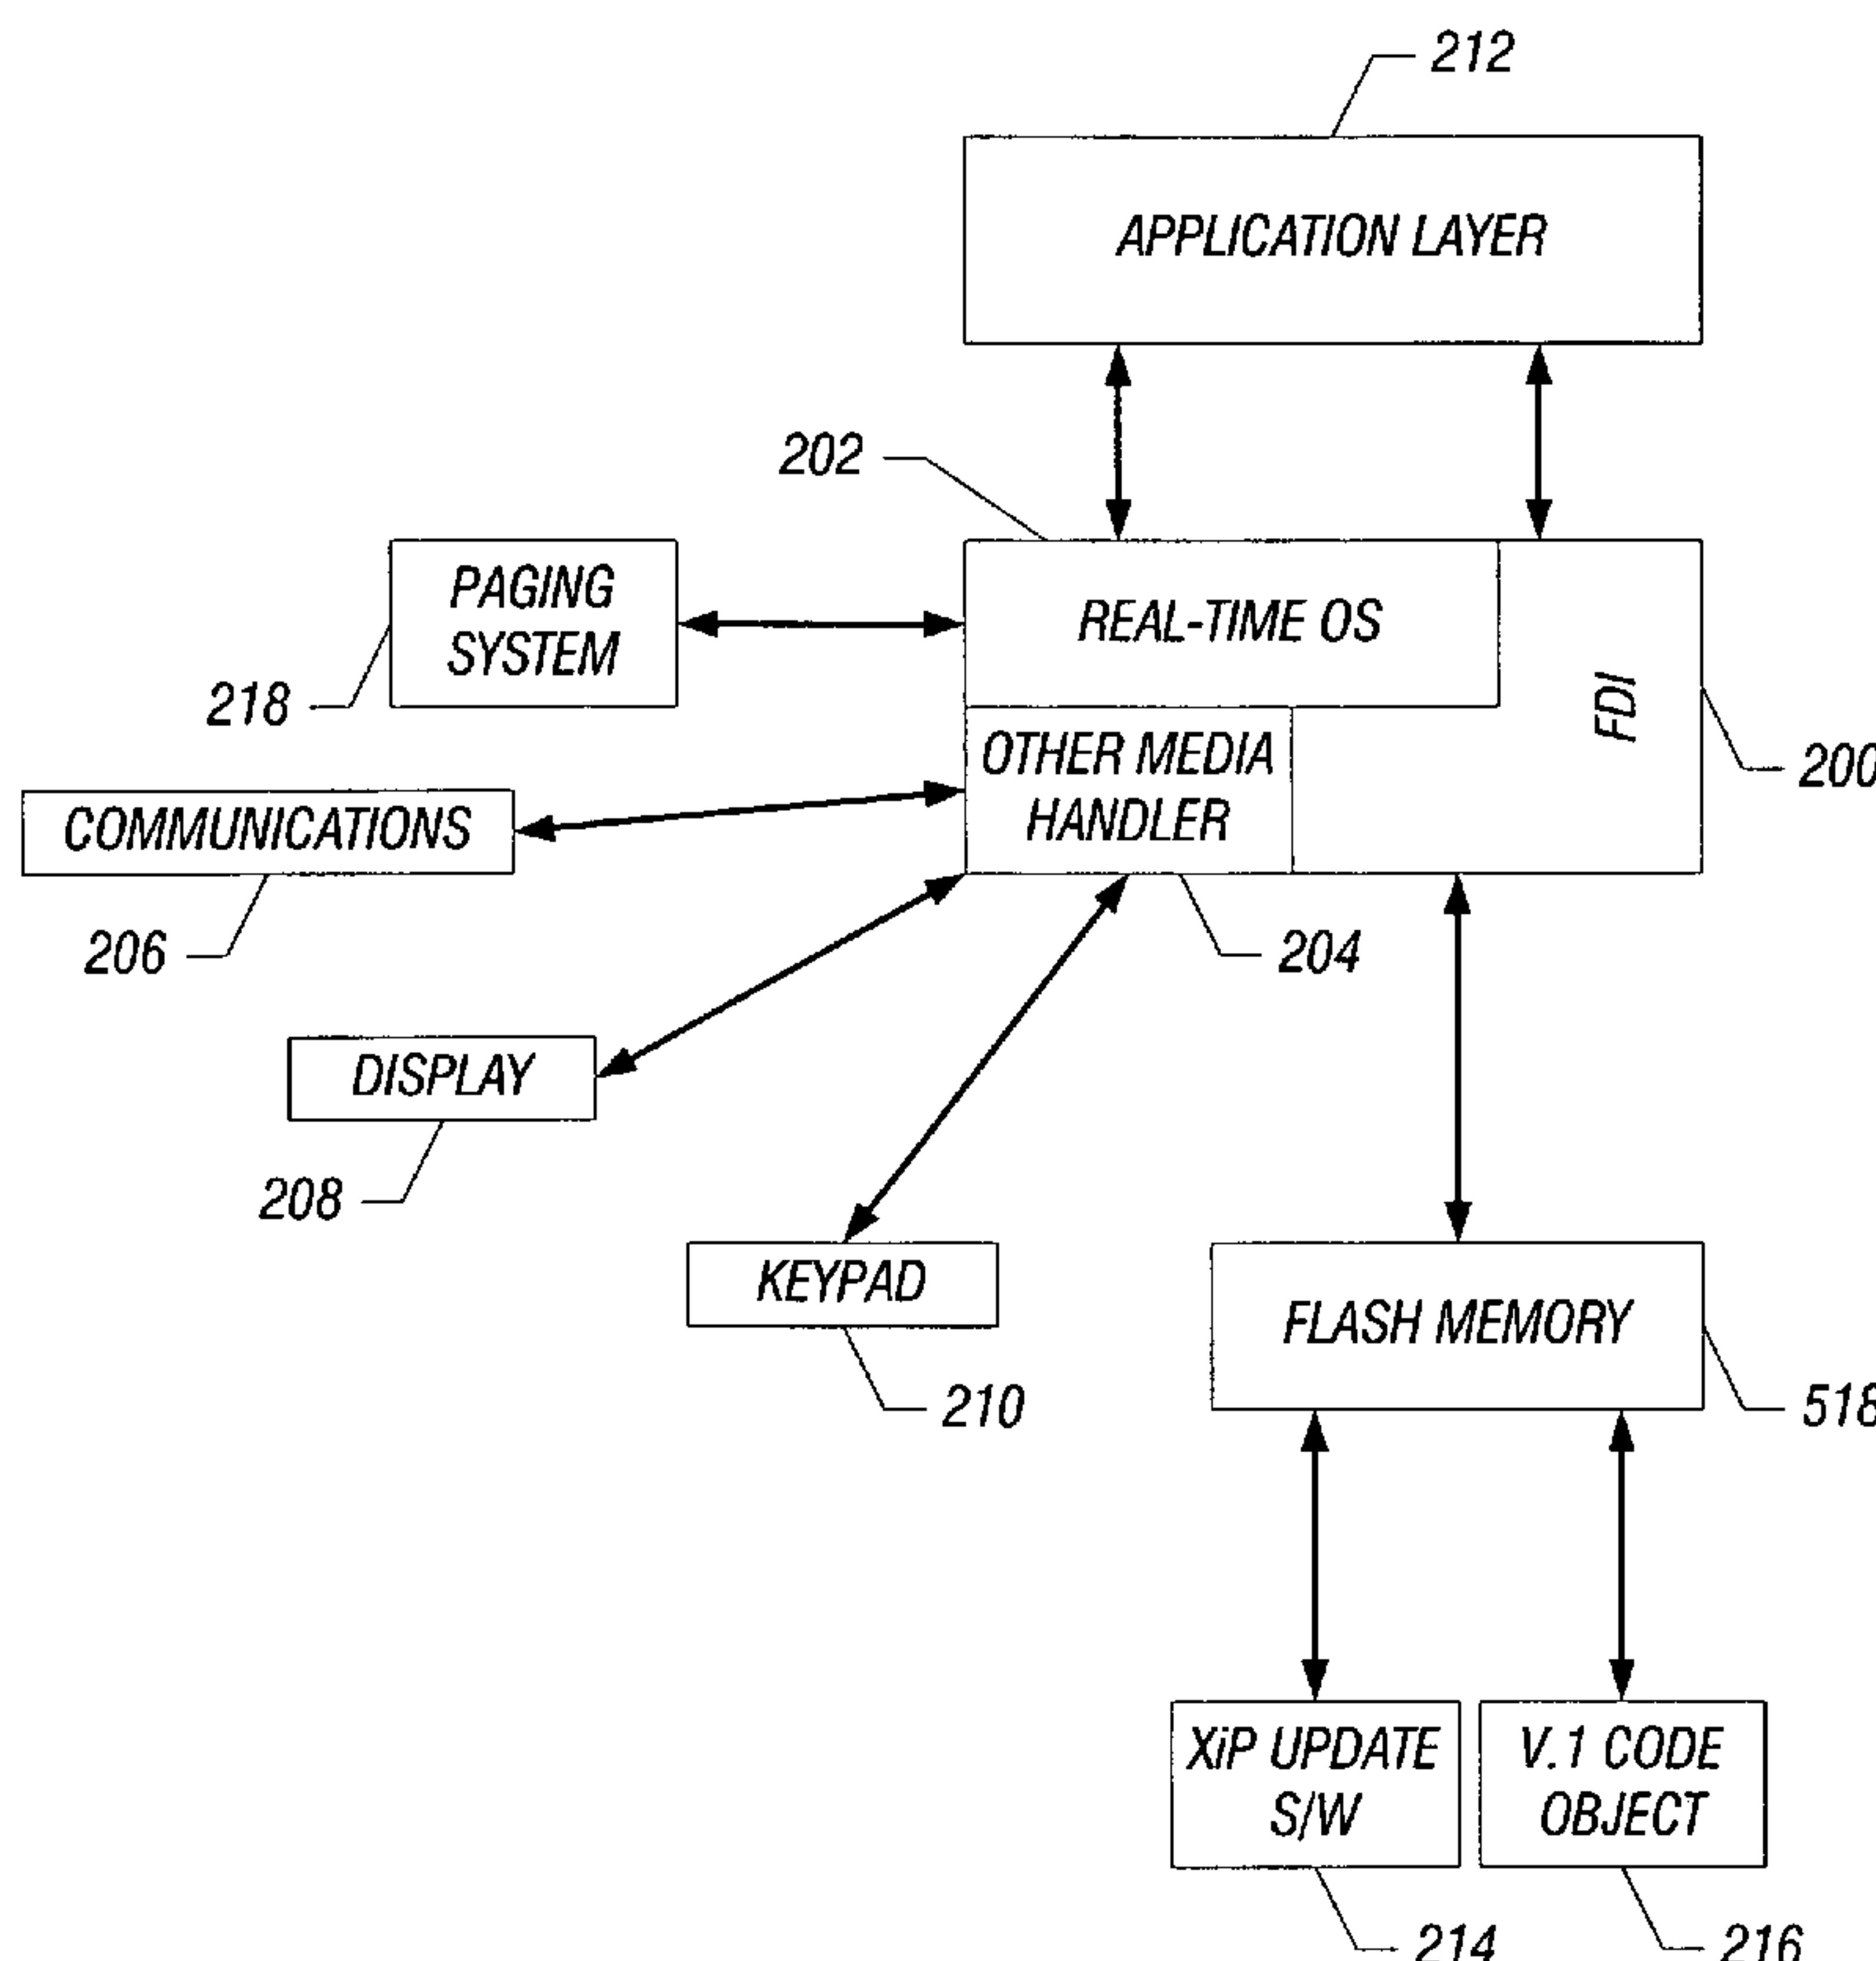 212
APPLICATION LAYER
202
PAGING
SYSTEM
REAL-TIME OS
FDI
218
OTHER MEDIA
HANDLER
200
COMMUNICATIONS
206
204
DISPLAY
208
KEYPAD
FLASH MEMORY
210
518
XiP UPDATE
S/W
V.1 CODE
OBJECT
214
216